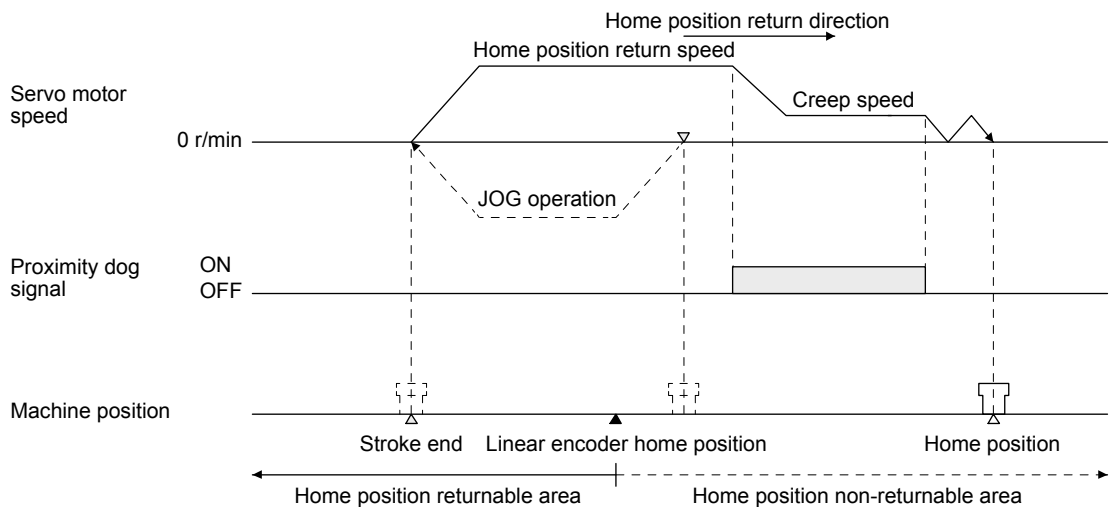 Home position return direction
Home position return speed
Servo motor
speed
Creep speed
0 r/min
JOG operation
Proximity dog
signal
ON
OFF
Machine position
Stroke end
Linear encoder home position
Home position
Home position returnable area
Home position non-returnable area